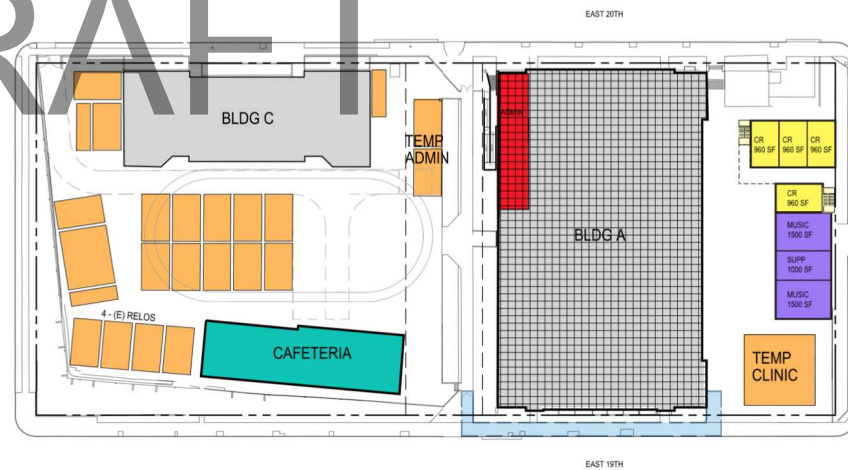 EAST 20TH
RAFT
BLDG C
TEMP
ADMIN
ADMIN
BLDG A
CR
960 SF
CR
960 SF
CR
960 SF
CR
960 SF
MUSIC
1500 SF
SUPP
1000 SF
MUSIC
1500 SF
4 - (E) RELOS
CAFETERIA
TEMP
CLINIC
EAST 19TH